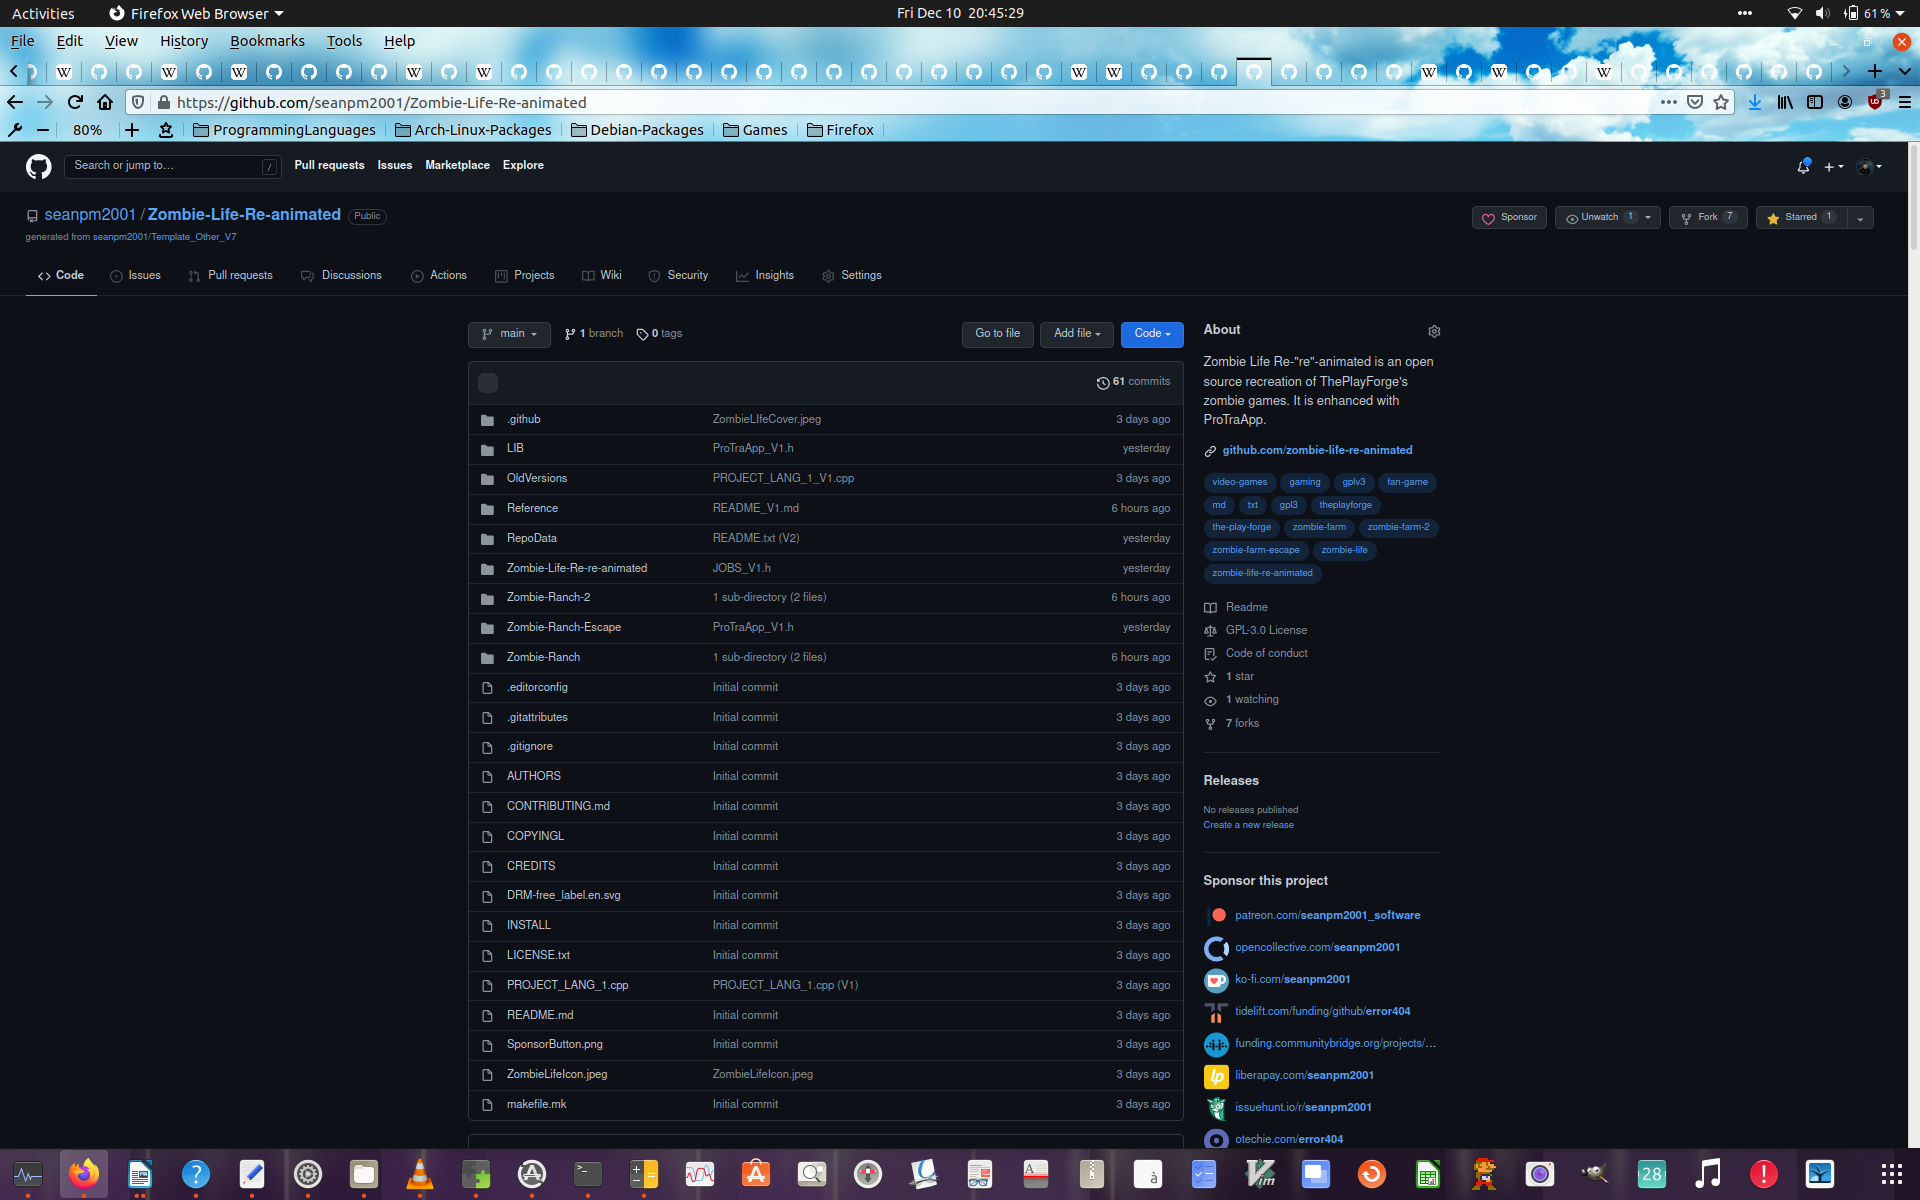 Activities Firefox Web Browser Fri Dec 10 20:45:29 61 %
File Edit View History Bookmarks Tools Help
https://github.com/seanpm2001/Zombie-Life-Re-animated 3
80% ProgrammingLanguages Arch-Linux-Packages Debian-Packages Games Firefox
Search or jump to… / Pull requests Issues Marketplace Explore
seanpm2001 / Zombie-Life-Re-animated Public Sponsor Unwatch 1 Fork 7 Starred 1
generated from seanpm2001/Template_Other_V7
Code Issues Pull requests Discussions Actions Projects Wiki Security Insights Settings
main 1 branch 0 tags Go to file Add file Code
61 commits
.github ZombieLIfeCover.jpeg 3 days ago
LIB ProTraApp_V1.h yesterday
OldVersions PROJECT_LANG_1_V1.cpp 3 days ago
Reference README_V1.md 6 hours ago
RepoData README.txt (V2) yesterday
Zombie-Life-Re-re-animated JOBS_V1.h yesterday
Zombie-Ranch-2 1 sub-directory (2 files) 6 hours ago
Zombie-Ranch-Escape ProTraApp_V1.h yesterday
Zombie-Ranch 1 sub-directory (2 files) 6 hours ago
.editorconfig Initial commit 3 days ago
.gitattributes Initial commit 3 days ago
.gitignore Initial commit 3 days ago
AUTHORS Initial commit 3 days ago
CONTRIBUTING.md Initial commit 3 days ago
COPYINGL Initial commit 3 days ago
CREDITS Initial commit 3 days ago
DRM-free_label.en.svg Initial commit 3 days ago
INSTALL Initial commit 3 days ago
LICENSE.txt Initial commit 3 days ago
PROJECT_LANG_1.cpp PROJECT_LANG_1.cpp (V1) 3 days ago
README.md Initial commit 3 days ago
SponsorButton.png Initial commit 3 days ago
ZombieLifeIcon.jpeg ZombieLifeIcon.jpeg 3 days ago
makefile.mk Initial commit 3 days ago
About
Zombie Life Re-"re"-animated is an open
source recreation of ThePlayForge's
zombie games. It is enhanced with
ProTraApp.
github.com/zombie-life-re-animated
video-games gaming gplv3 fan-game
md txt gpl3 theplayforge
the-play-forge zombie-farm zombie-farm-2
zombie-farm-escape zombie-life
zombie-life-re-animated
Readme
GPL-3.0 License
Code of conduct
1 star
1 watching
7 forks
Releases
No releases published
Create a new release
Sponsor this project
patreon.com/seanpm2001_software
opencollective.com/seanpm2001
ko-fi.com/seanpm2001
tidelift.com/funding/github/error404
funding.communitybridge.org/projects/…
liberapay.com/seanpm2001
issuehunt.io/r/seanpm2001
otechie.com/error404
28